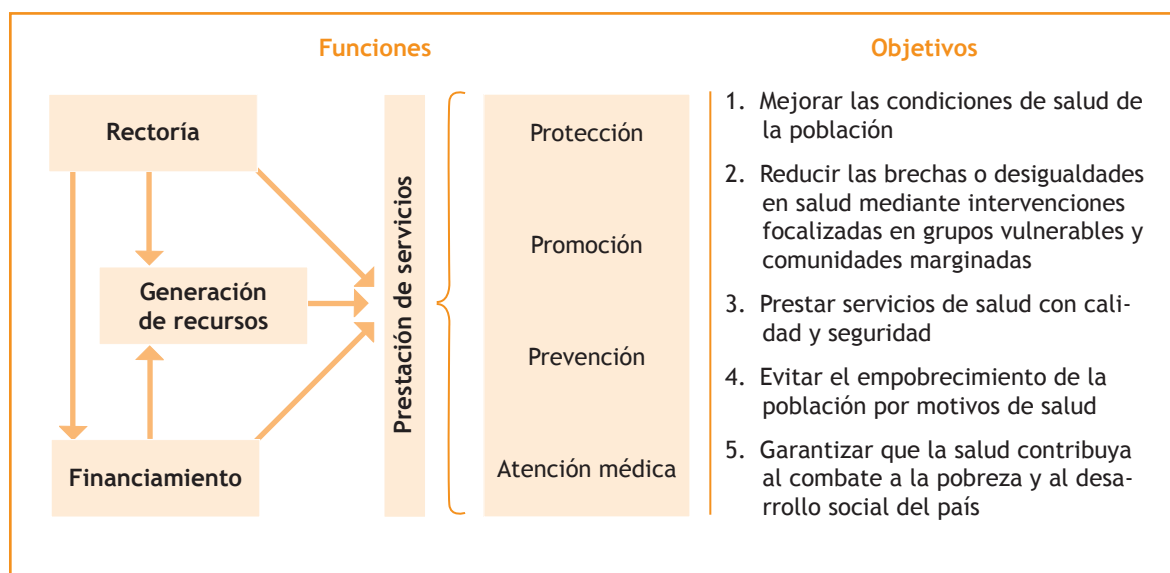 Funciones
Rectoría
Generación
de recursos
Financiamiento
Prestación de servicios
Protección
Promoción
Prevención
Atención médica
Objetivos
1. Mejorar las condiciones de salud de
la población
2. Reducir las brechas o desigualdades
en salud mediante intervenciones
focalizadas en grupos vulnerables y
comunidades marginadas
3. Prestar servicios de salud con cali-
dad y seguridad
4. Evitar el empobrecimiento de la
población por motivos de salud
5. Garantizar que la salud contribuya
al combate a la pobreza y al desa-
rrollo social del país